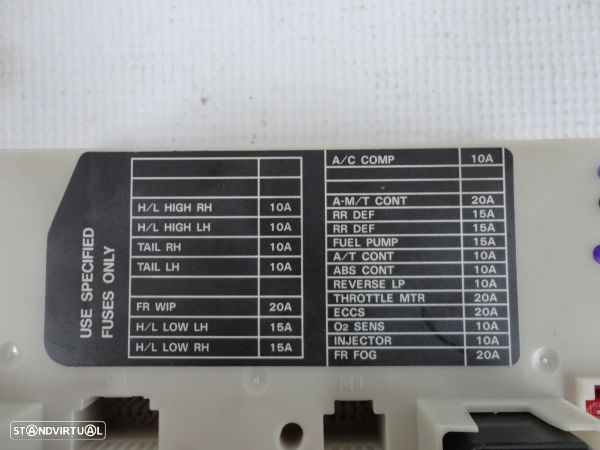 USE SPECIFIED
FUSES ONLY
H/L HIGH RH 10A
H/L HIGH LH 10A
TAIL RH 10A
TAIL LH 10A
FR WIP 20A
H/L LOW LH 15A
H/L LOW RH 15A
A/C COMP 10A
A-M/T CONT 20A
RR DEF 15A
RR DEF 15A
FUEL PUMP 15A
A/T CONT 10A
ABS CONT 10A
REVERSE LP 10A
THROTTLE MTR 20A
ECCS 20A
O2 SENS 10A
INJECTOR 10A
FR FOG 20A
MT
STANDVIRTUAL